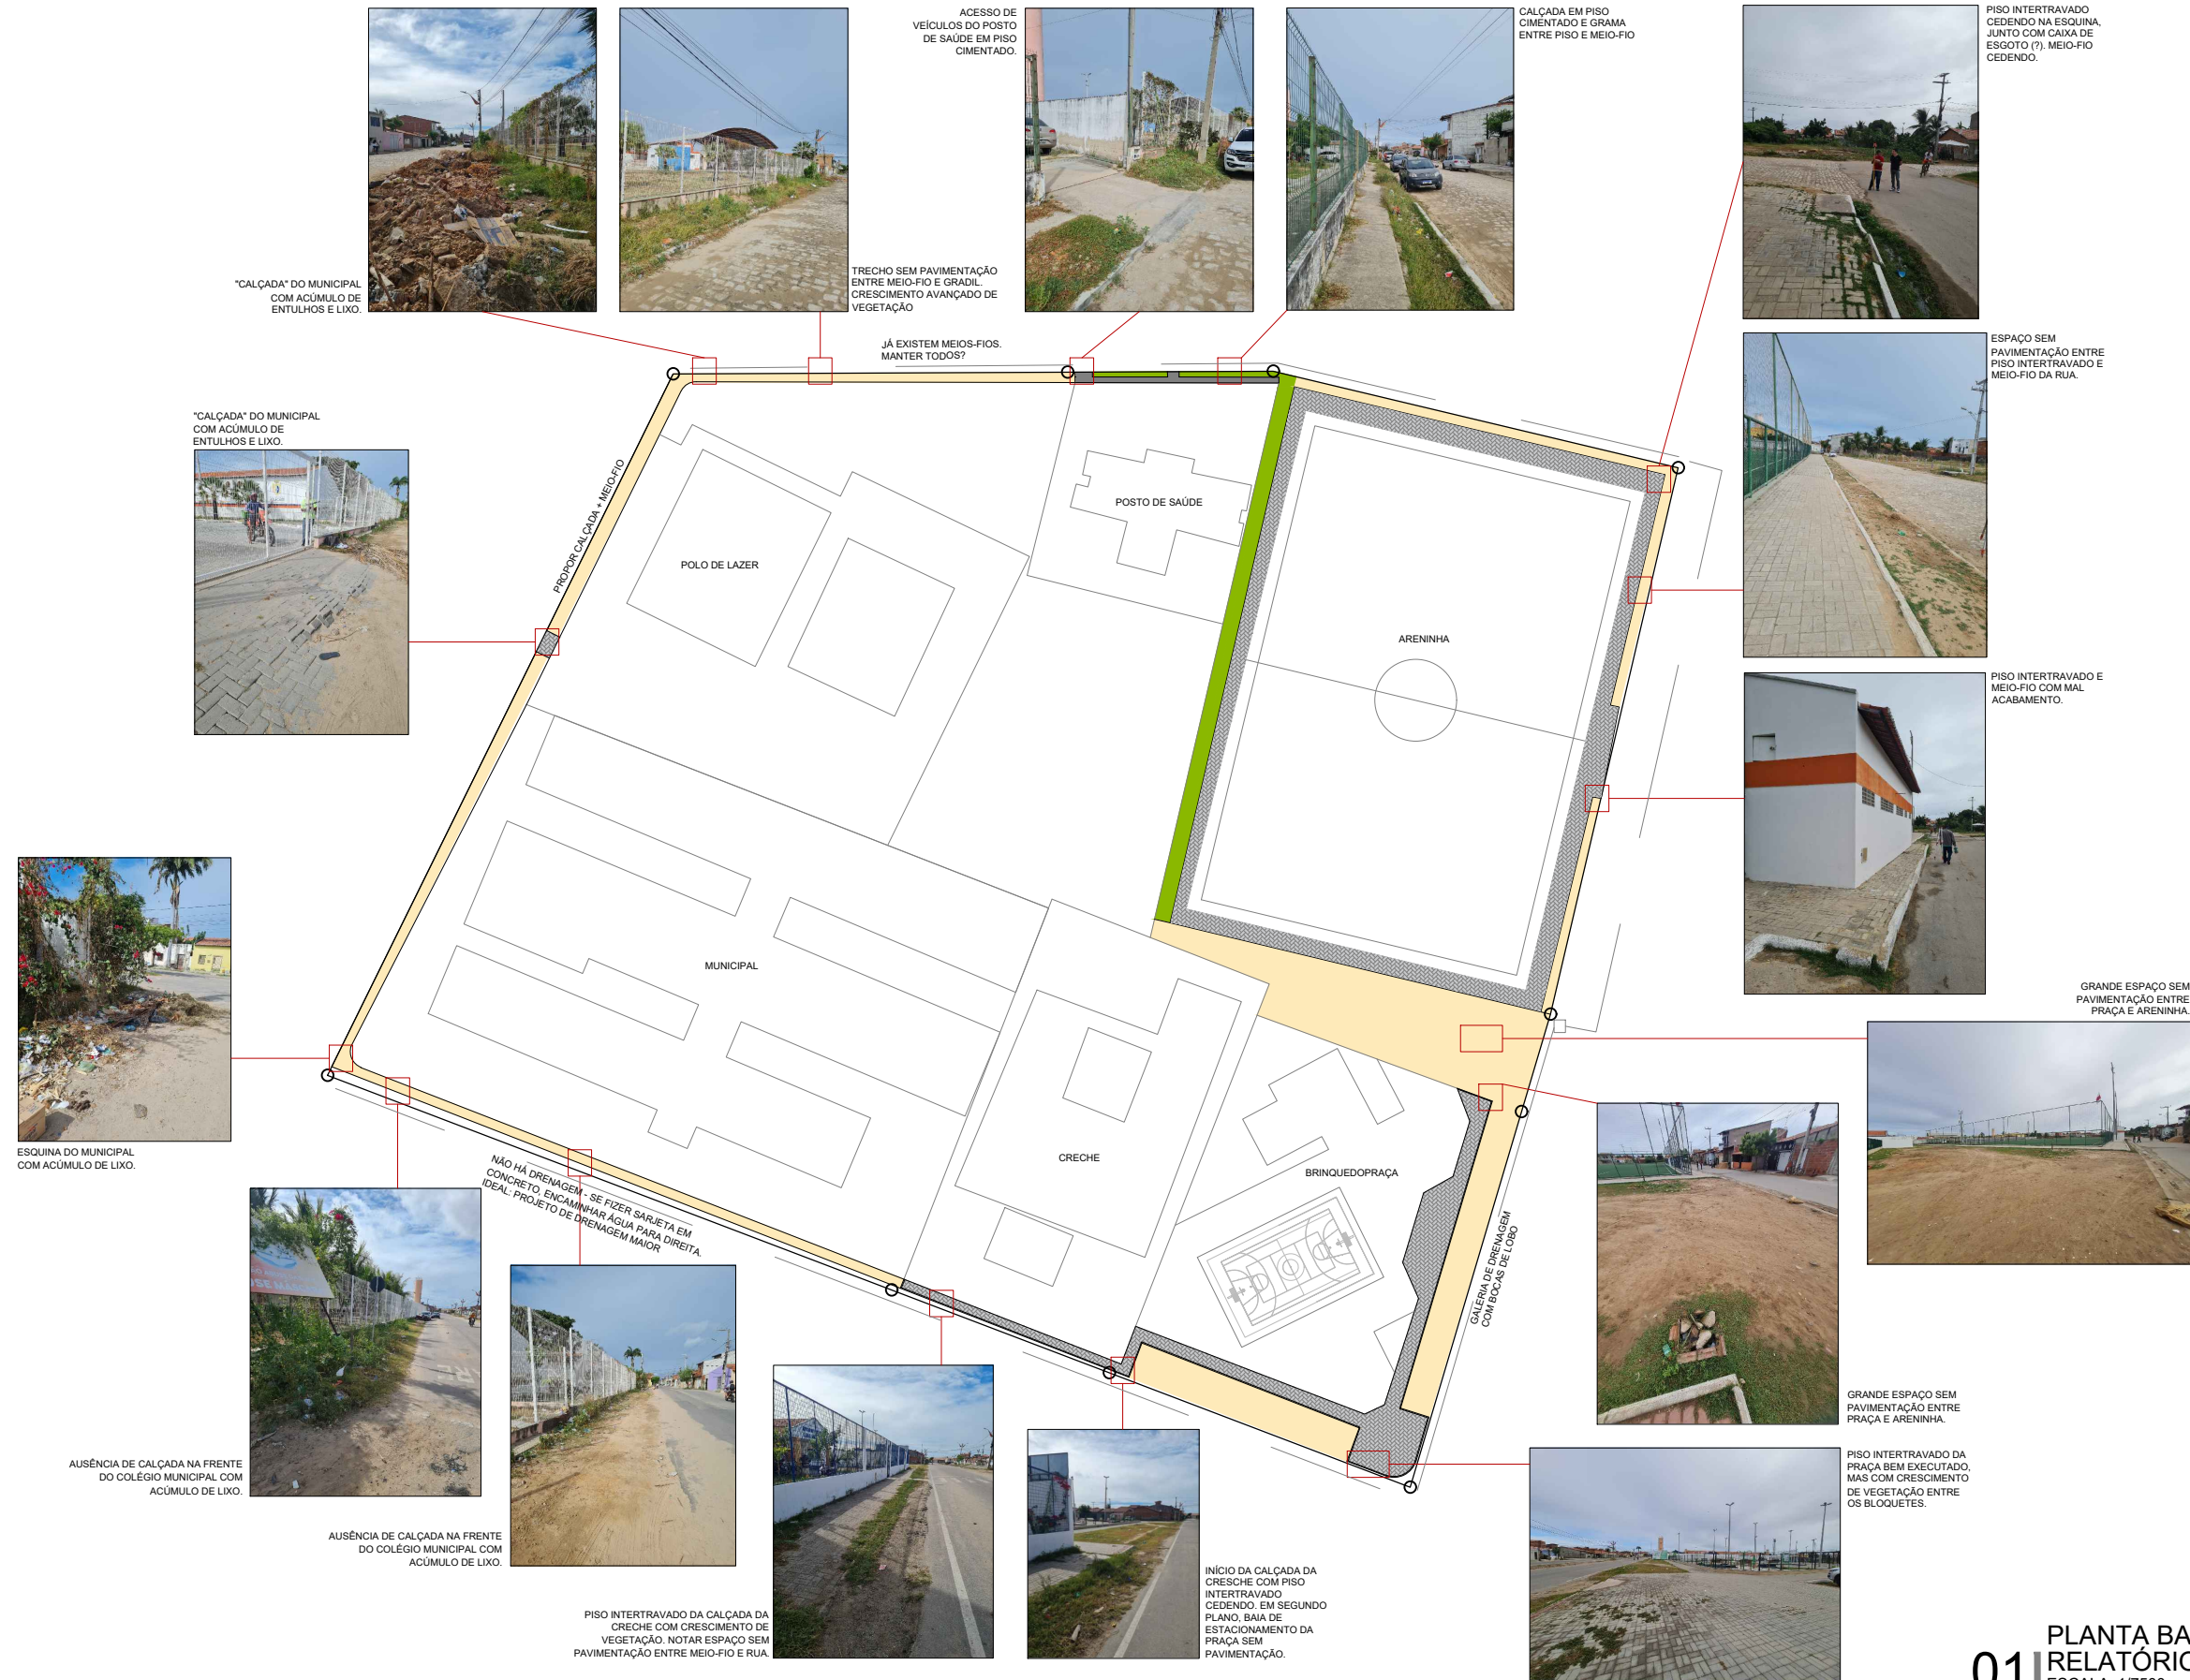 ACESSO DE
VEÍCULOS DO POSTO
DE SAÚDE EM PISO
CIMENTADO.
CALÇADA EM PISO
CIMENTADO E GRAMA
ENTRE PISO E MEIO-FIO
PISO INTERTRAVADO
CEDENDO NA ESQUINA,
JUNTO COM CAIXA DE
ESGOTO (?). MEIO-FIO
CEDENDO.
"CALÇADA" DO MUNICIPAL
COM ACÚMULO DE
ENTULHOS E LIXO.
TRECHO SEM PAVIMENTAÇÃO
ENTRE MEIO-FIO E GRADIL.
CRESCIMENTO AVANÇADO DE
VEGETAÇÃO
JÁ EXISTEM MEIOS-FIOS.
MANTER TODOS?
ESPAÇO SEM
PAVIMENTAÇÃO ENTRE
PISO INTERTRAVADO E
MEIO-FIO DA RUA.
"CALÇADA" DO MUNICIPAL
COM ACÚMULO DE
ENTULHOS E LIXO.
PROPOR CALÇADA + MEIO-FIO
POLO DE LAZER
POSTO DE SAÚDE
ARENINHA
PISO INTERTRAVADO E
MEIO-FIO COM MAL
ACABAMENTO.
MUNICIPAL
GRANDE ESPAÇO SEM
PAVIMENTAÇÃO ENTRE
PRAÇA E ARENINHA.
ESQUINA DO MUNICIPAL
COM ACÚMULO DE LIXO.
NÃO HÁ DRENAGEM - SE FIZER SARJETA EM
CONCRETO, ENCAMINHAR ÁGUA PARA DIREITA.
IDEAL: PROJETO DE DRENAGEM MAIOR
CRECHE
BRINQUEDOPRAÇA
GALERIA DE DRENAGEM
COM BOCAS DE LOBO
GRANDE ESPAÇO SEM
PAVIMENTAÇÃO ENTRE
PRAÇA E ARENINHA.
AUSÊNCIA DE CALÇADA NA FRENTE
DO COLÉGIO MUNICIPAL COM
ACÚMULO DE LIXO.
AUSÊNCIA DE CALÇADA NA FRENTE
DO COLÉGIO MUNICIPAL COM
ACÚMULO DE LIXO.
PISO INTERTRAVADO DA CALÇADA DA
CRECHE COM CRESCIMENTO DE
VEGETAÇÃO. NOTAR ESPAÇO SEM
PAVIMENTAÇÃO ENTRE MEIO-FIO E RUA.
INÍCIO DA CALÇADA DA
CRESCHE COM PISO
INTERTRAVADO
CEDENDO. EM SEGUNDO
PLANO, BAIA DE
ESTACIONAMENTO DA
PRAÇA SEM
PAVIMENTAÇÃO.
PISO INTERTRAVADO DA
PRAÇA BEM EXECUTADO,
MAS COM CRESCIMENTO
DE VEGETAÇÃO ENTRE
OS BLOQUETES.
01
PLANTA BA
RELATÓRIO